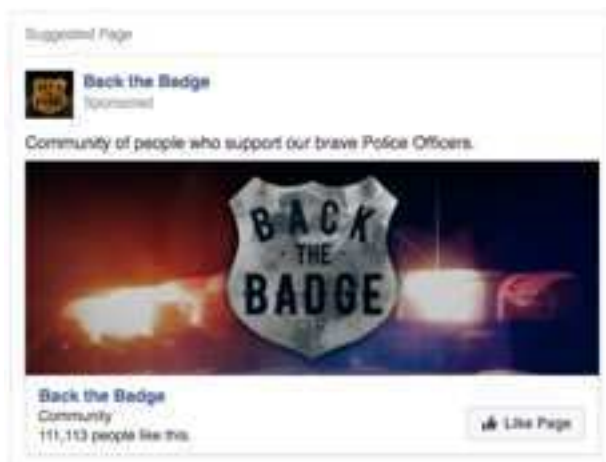 Suggested Page
Back the Badge
Sponsored
Community of people who support our brave Police Officers.
BACK
THE
BADGE
Back the Badge
Community
111,113 people like this.
Like Page